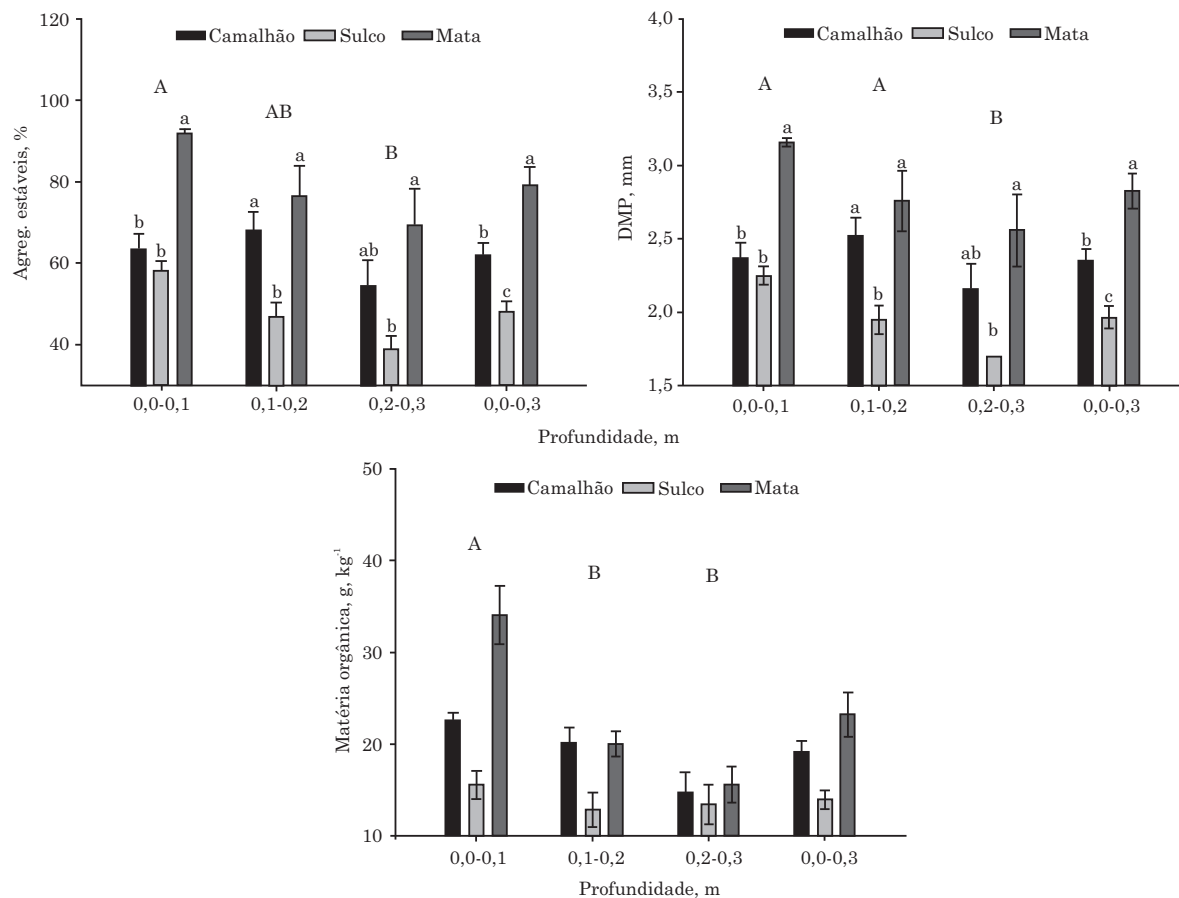 120
100
80
60
40
Agreg. estáveis, %
Camalhão Sulco Mata
A
AB
B
b b a
a b a
ab b a
b c a
0,0-0,1 0,1-0,2 0,2-0,3 0,0-0,3
4,0
3,5
3,0
2,5
2,0
1,5
DMP, mm
Camalhão Sulco Mata
A
A
B
b b a
a b a
ab b a
b c a
0,0-0,1 0,1-0,2 0,2-0,3 0,0-0,3
Profundidade, m
50
40
30
20
10
Matéria orgânica, g, kg⁻¹
Camalhão Sulco Mata
A
B
B
0,0-0,1 0,1-0,2 0,2-0,3 0,0-0,3
Profundidade, m